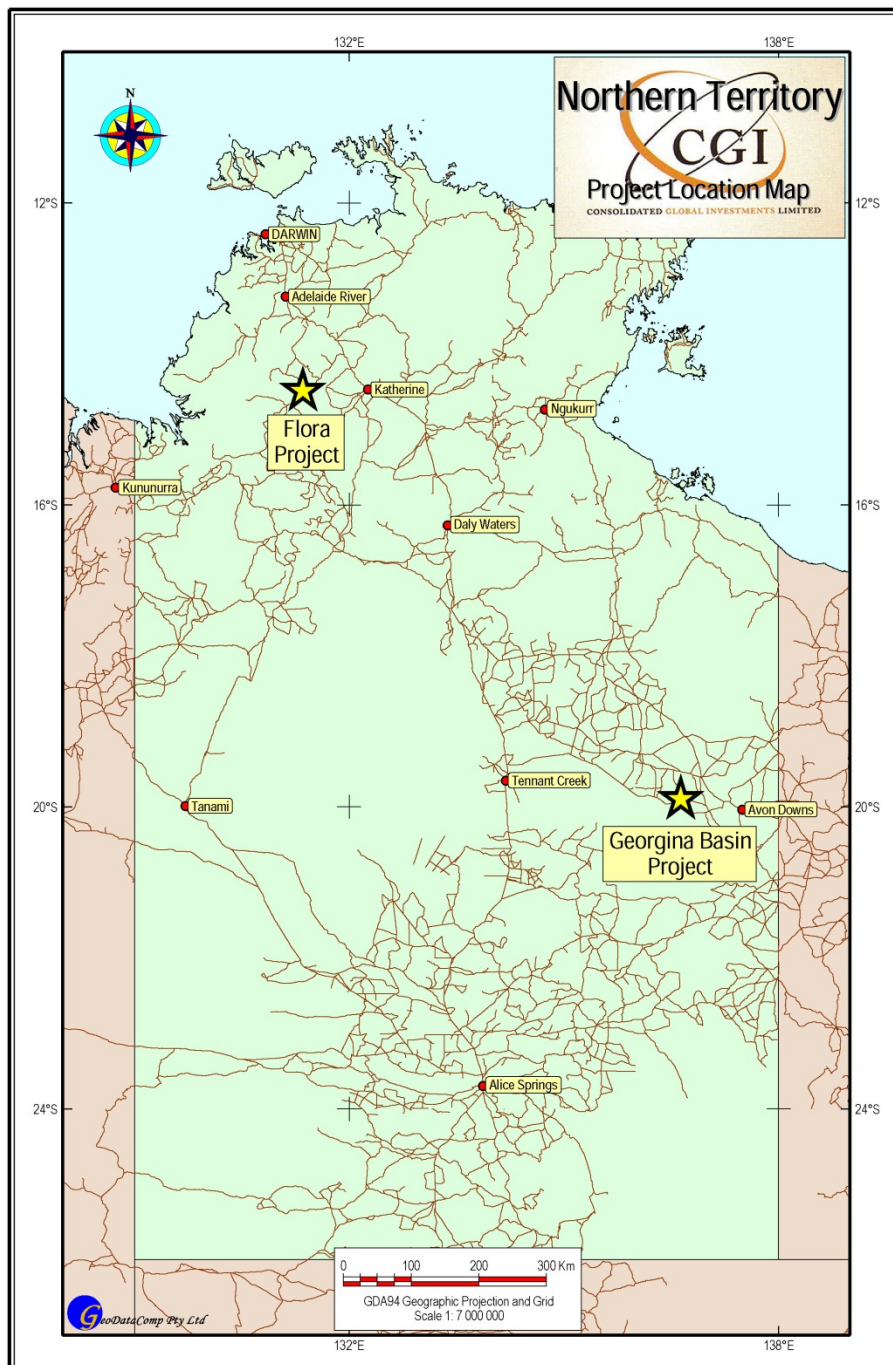 132°E
138°E
N
Northern Territory
CGI
Project Location Map
CONSOLIDATED GLOBAL INVESTMENTS LIMITED
12°S
12°S
DARWIN
Adelaide River
Katherine
Ngukurr
Flora
Project
Kununurra
16°S
16°S
Daly Waters
Tennant Creek
20°S
Tanami
Avon Downs
20°S
Georgina Basin
Project
Alice Springs
24°S
24°S
0 100 200 300 Km
GDA94 Geographic Projection and Grid
Scale 1: 7 000 000
GeoDataComp Pty Ltd
132°E
138°E